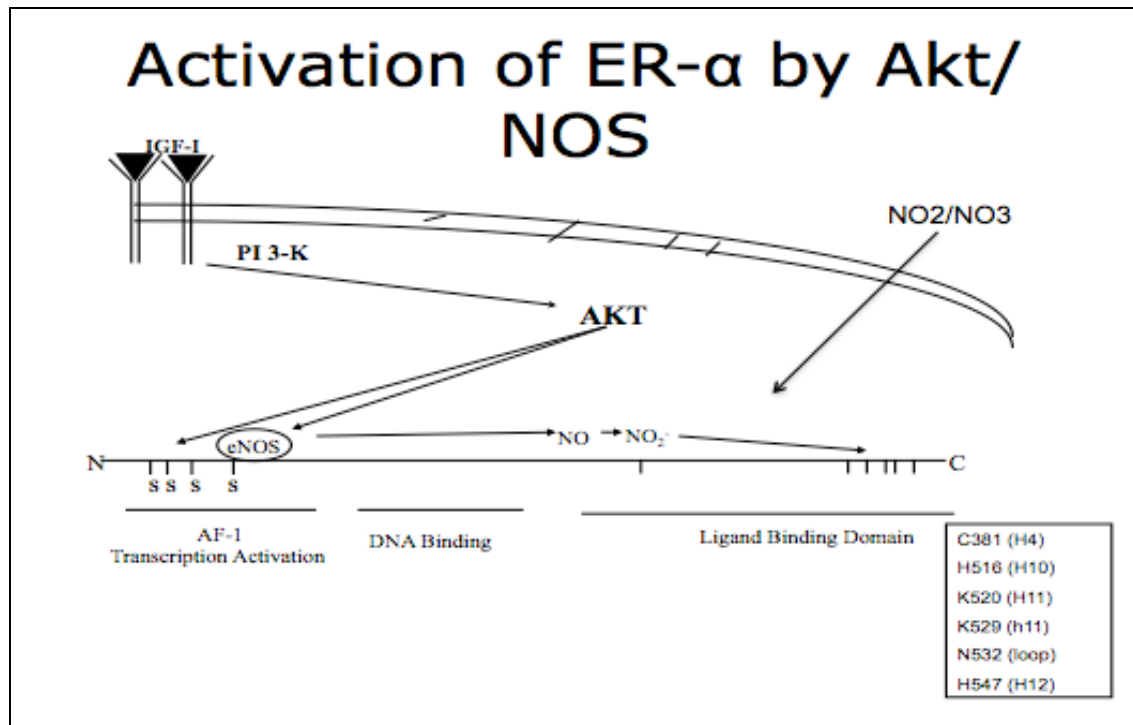 Activation of ER-α by Akt/
NOS
IGF-I
NO2/NO3
PI 3-K
AKT
eNOS
NO
NO2-
N
C
S S S S
AF-1
Transcription Activation
DNA Binding
Ligand Binding Domain
C381 (H4)
H516 (H10)
K520 (H11)
K529 (h11)
N532 (loop)
H547 (H12)